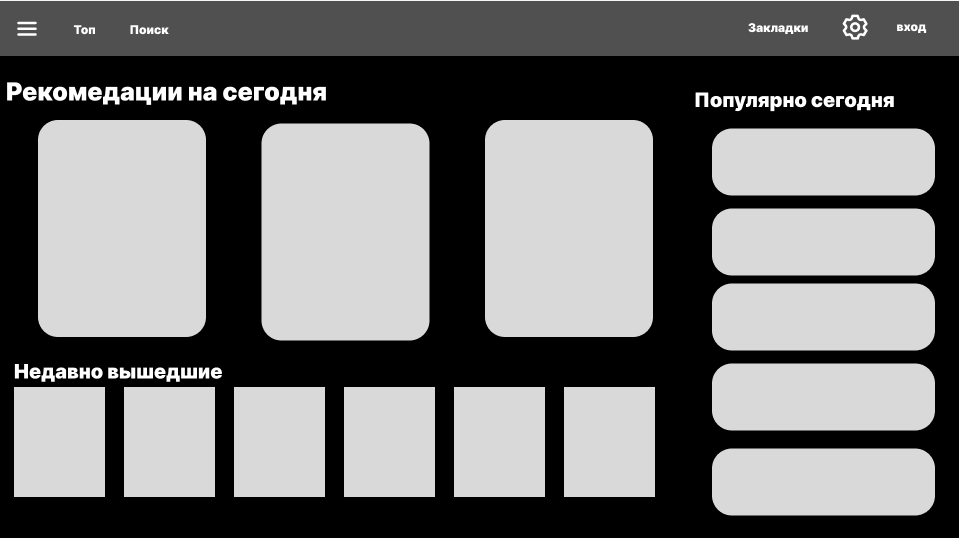 Топ
Поиск
Закладки
вход
Рекомедации на сегодня
Популярно сегодня
Недавно вышедшие